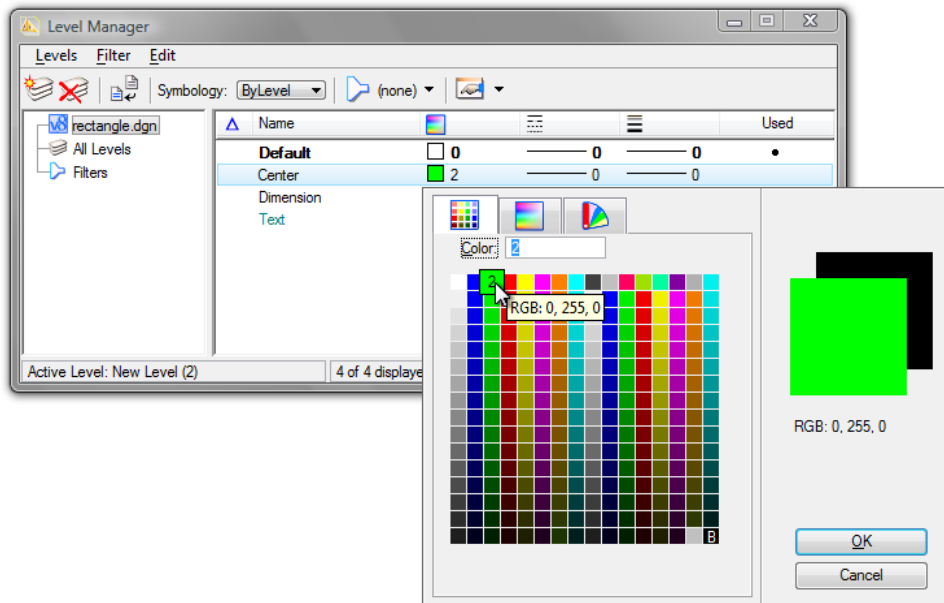 Level Manager
Levels Filter Edit
Symbology: ByLevel (none)
V8 rectangle.dgn
All Levels
Filters
Name Used
Default 0 0 0
Center 2 0 0
Dimension
Text
Color: 2
2
RGB: 0, 255, 0
B
RGB: 0, 255, 0
OK
Cancel
Active Level: New Level (2) 4 of 4 displaye